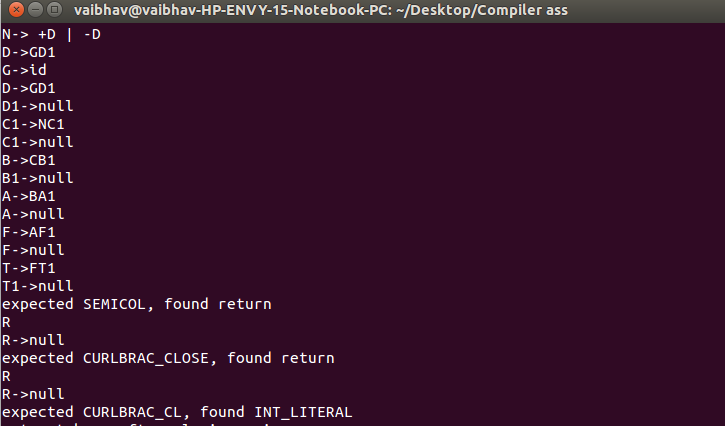 vaibhav@vaibhav-HP-ENVY-15-Notebook-PC: ~/Desktop/Compiler ass
N-> +D | -D
D->GD1
G->id
D->GD1
D1->null
C1->NC1
C1->null
B->CB1
B1->null
A->BA1
A->null
F->AF1
F->null
T->FT1
T1->null
expected SEMICOL, found return
R
R->null
expected CURLBRAC_CLOSE, found return
R
R->null
expected CURLBRAC_CL, found INT_LITERAL